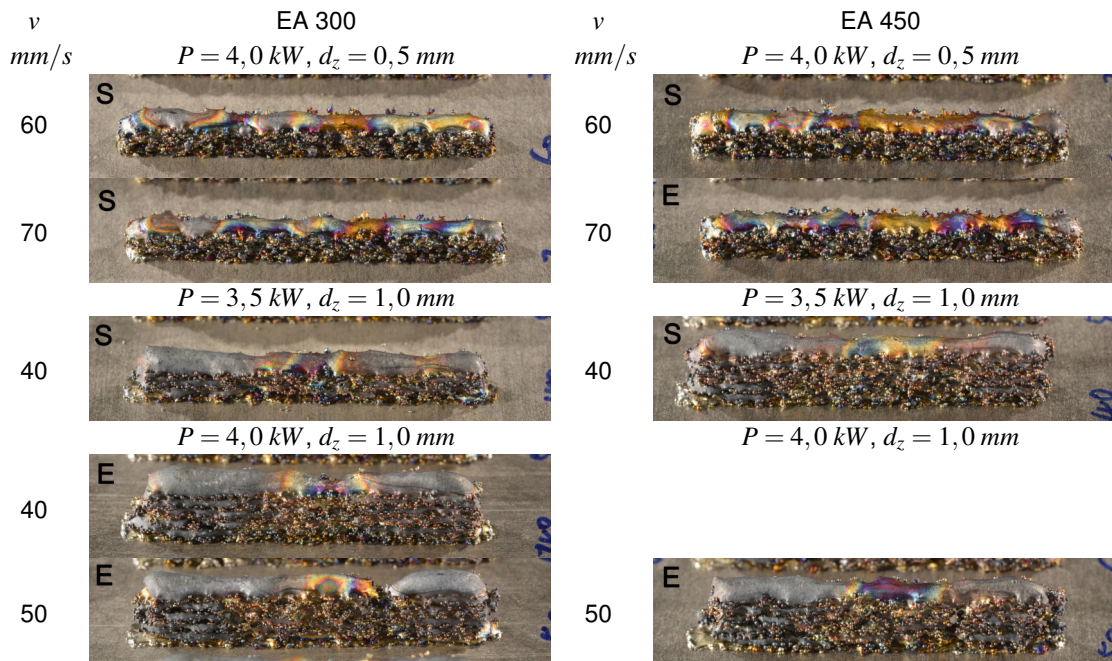 v EA 300 v EA 450
mm/s P = 4,0 kW, d_z = 0,5 mm mm/s P = 4,0 kW, d_z = 0,5 mm
60 S 60 S
70 S 70 E
P = 3,5 kW, d_z = 1,0 mm P = 3,5 kW, d_z = 1,0 mm
40 S 40 S
P = 4,0 kW, d_z = 1,0 mm P = 4,0 kW, d_z = 1,0 mm
40 E
50 E 50 E